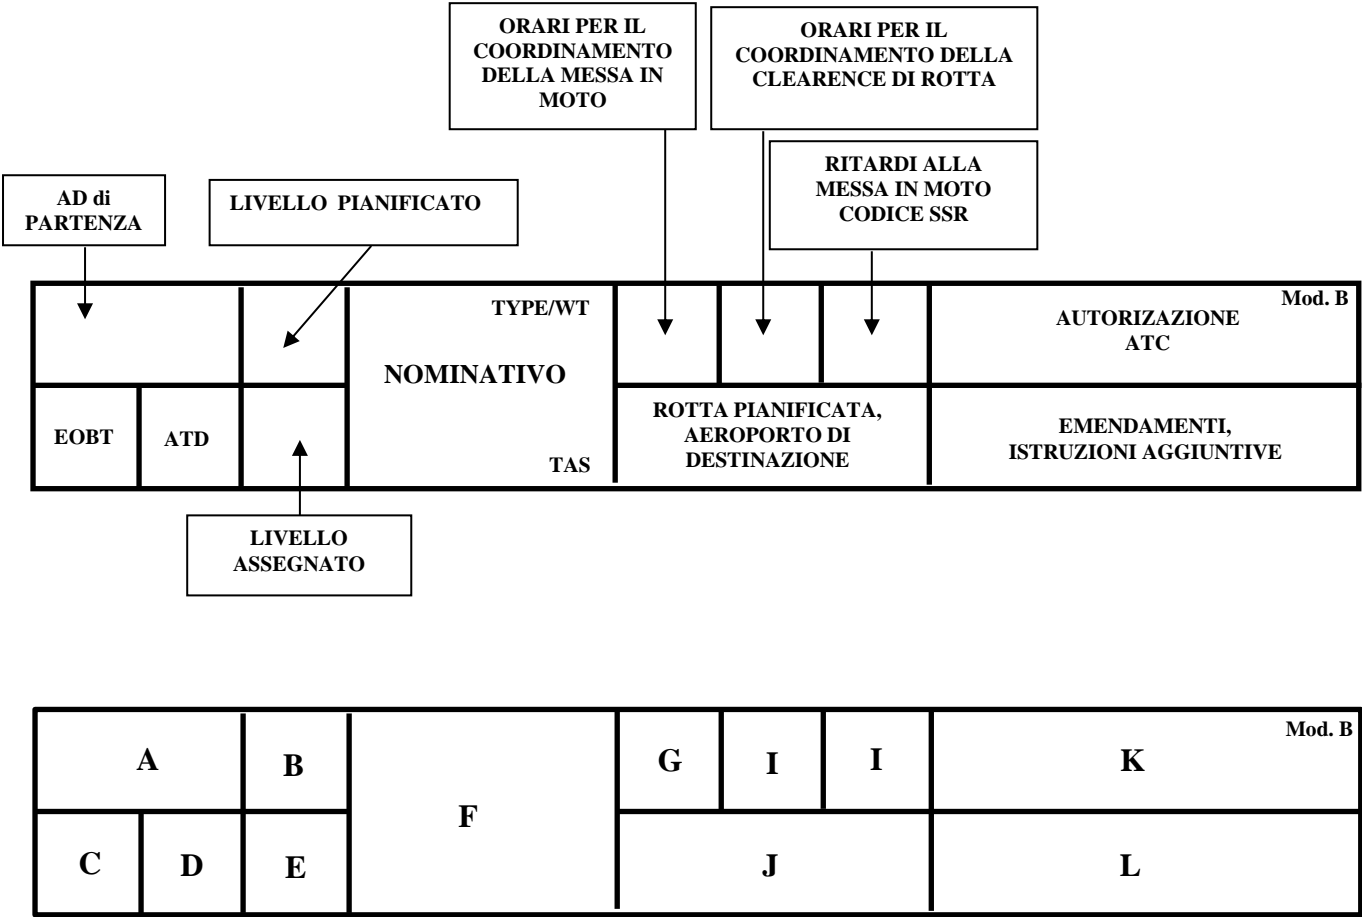 ORARI PER IL
COORDINAMENTO
DELLA MESSA IN
MOTO
ORARI PER IL
COORDINAMENTO DELLA
CLEARENCE DI ROTTA
RITARDI ALLA
MESSA IN MOTO
CODICE SSR
AD di
PARTENZA
LIVELLO PIANIFICATO
TYPE/WT
NOMINATIVO
TAS
Mod. B
AUTORIZAZIONE
ATC
EOBT
ATD
ROTTA PIANIFICATA,
AEROPORTO DI
DESTINAZIONE
EMENDAMENTI,
ISTRUZIONI AGGIUNTIVE
LIVELLO
ASSEGNATO
Mod. B
A
B
F
G
I
I
K
C
D
E
J
L